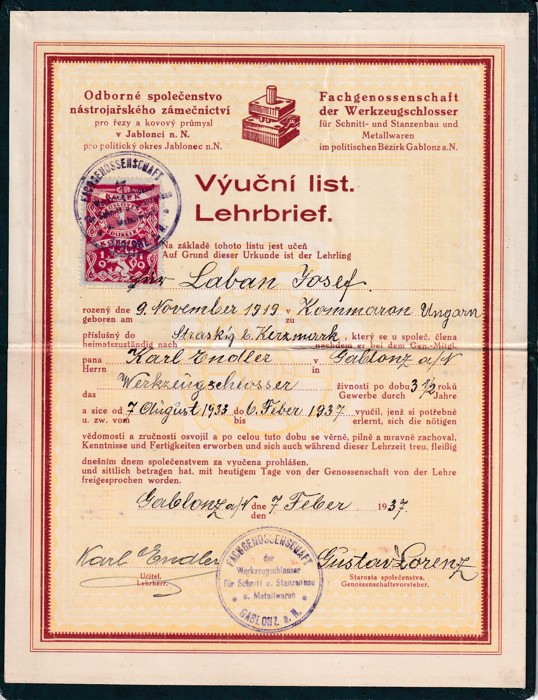 Odborné společenstvo
nástrojařského zámečnictví
pro řezy a kovový průmysl
v Jablonci n. N.
pro politický okres Jablonec n.N.
Fachgenossenschaft
der Werkzeugschlosser
für Schnitt- und Stanzenbau und
Metallwaren
im politischen Bezirk Gablonz a.N.
FACHGENOSSENSCHAFT
GABLONZ a. N.
KOLEK
1919
Výuční list.
Lehrbrief.
Na základě tohoto listu jest učeň
Auf Grund dieser Urkunde ist der Lehrling
Laban Josef
rozený dne 9. November 1919 v Kommaron Ungarn
geboren am zu
příslušný do Straský b. Kerzmark, který se u společ. člena
heimatszuständig nach nachdem er bei dem Gen.-Mitgl.
pana Karl Endler v Gablonz a/N
Herrn in
Werkzeugschlosser živnosti po dobu 3 1/2 roků
das Gewerbe durch Jahre
a sice od 7 August 1933 do 6. Feber 1937 vyučil, jenž si potřebné
u. zw. vom bis erlernt, sich die nötigen
vědomosti a zručnosti osvojil a po celou tuto dobu se věrně, pilně a mravně zachoval,
Kenntnisse und Fertigkeiten erworben und sich auch während dieser Lehrzeit treu, fleißig
dnešním dnem společenstvem za vyučena prohlášen.
und sittlich betragen hat, mit heutigem Tage von der Genossenschaft von der Lehre
freigesprochen worden.
Gablonz a/N dne 7 Feber 1937
den
Karl Endler
Učitel.
Lehrherr.
FACHGENOSSENSCHAFT
der
Werkzeugschlosser
für Schnitt u. Stanzenbau
u. Metallwaren
GABLONZ a. N.
Gustav Lorenz
Starosta společenstva.
Genossenschaftsvorsteher.